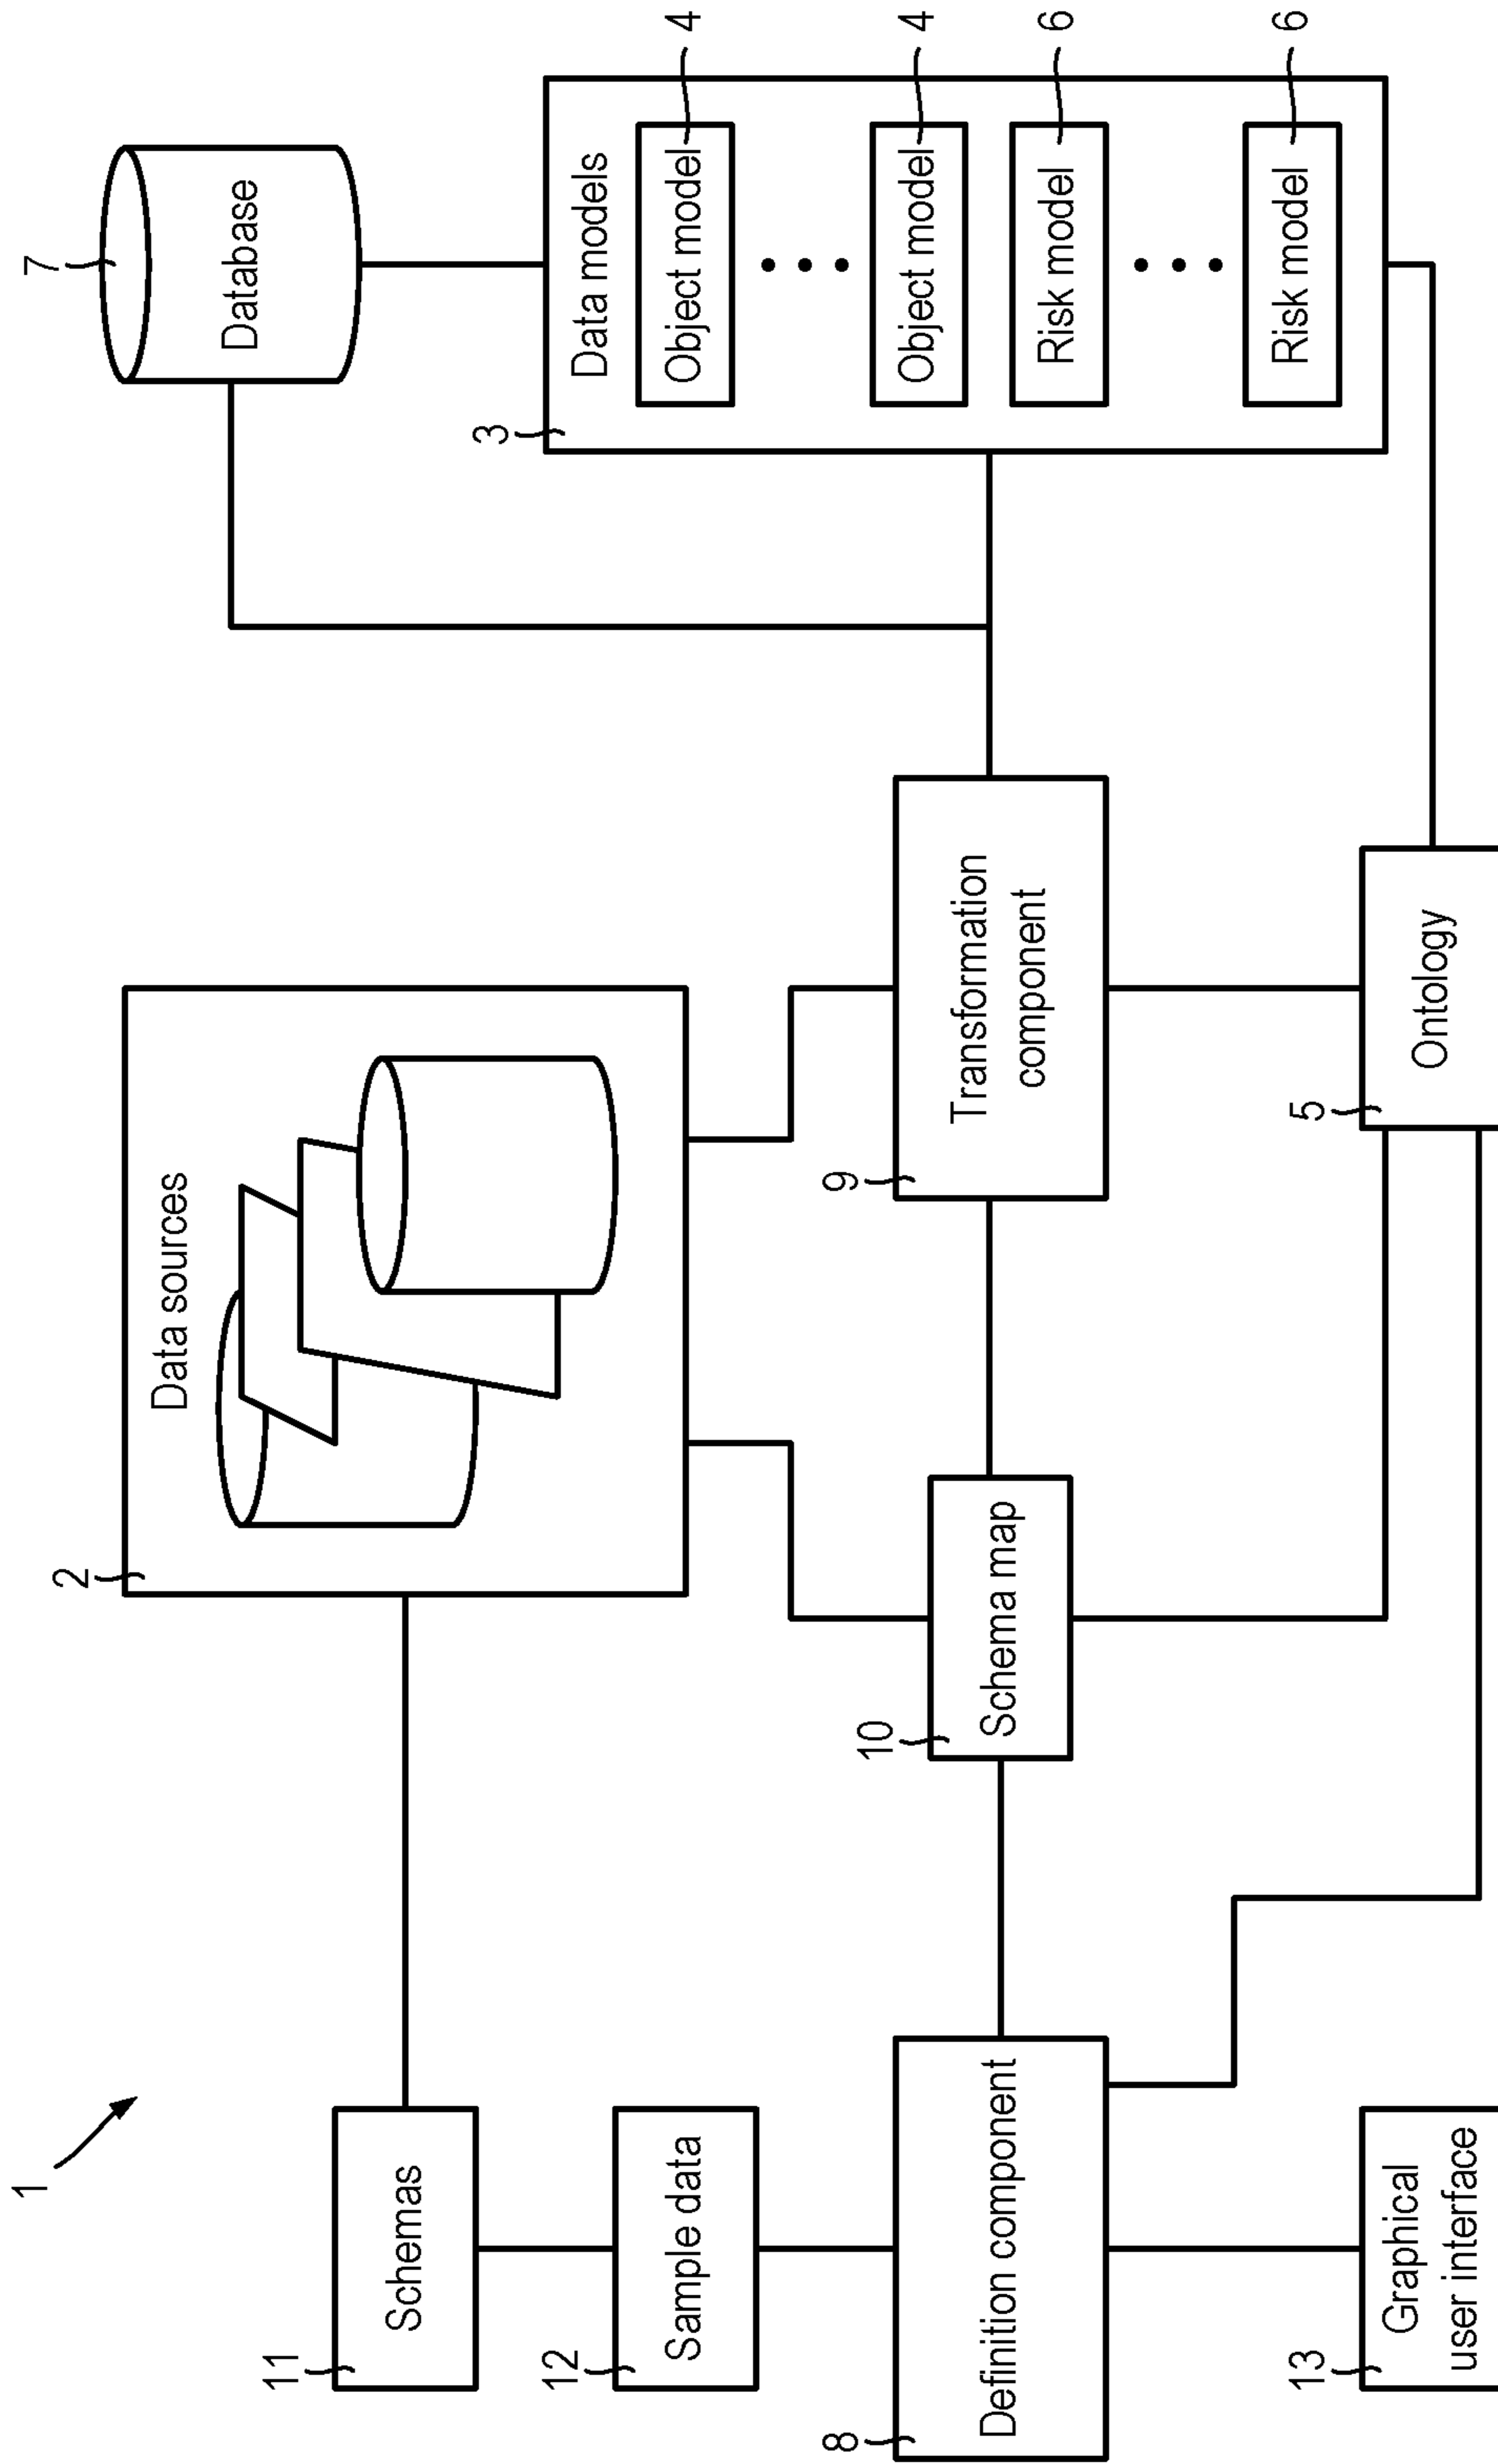 1
11
Schemas
12
Sample data
8
Definition component
13
Graphical
user interface
2
Data sources
10
Schema map
9
Transformation
component
5
Ontology
7
Database
3
Data models
Object model
4
Object model
4
Risk model
6
Risk model
6